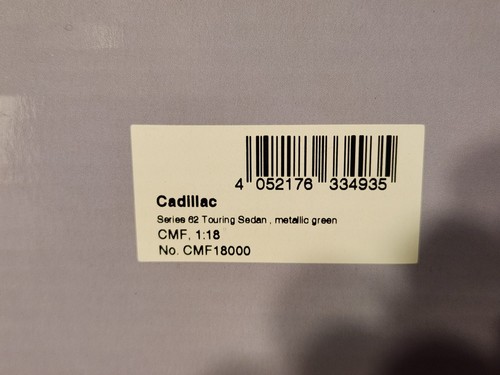 4 052176 334935
Cadillac
Series 62 Touring Sedan , metallic green
CMF, 1:18
No. CMF18000